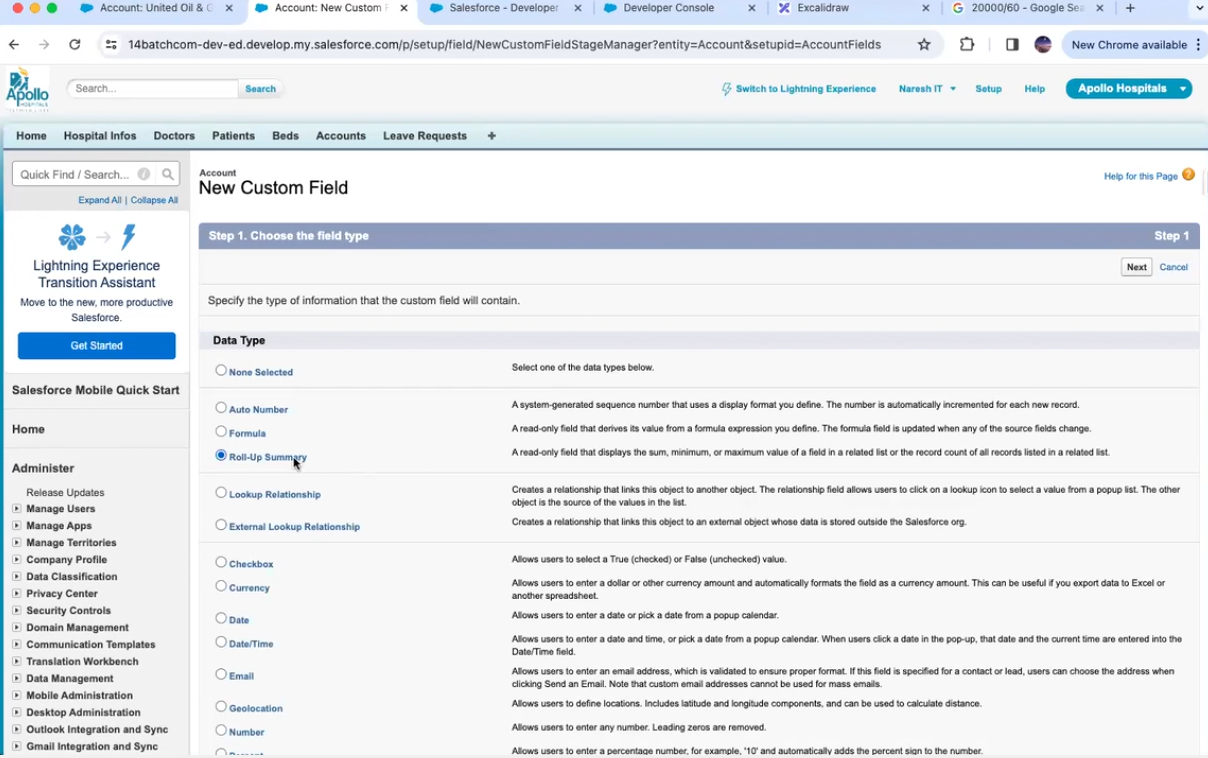 Account: United Oil & G
Account: New Custom F
Salesforce - Developer
Developer Console
Excalidraw
20000/60 - Google Sea
14batchcom-dev-ed.develop.my.salesforce.com/p/setup/field/NewCustomFieldStageManager?entity=Account&setupid=AccountFields
New Chrome available
Apollo
HOSPITALS
Search...
Search
Switch to Lightning Experience
Naresh IT
Setup
Help
Apollo Hospitals
Home
Hospital Infos
Doctors
Patients
Beds
Accounts
Leave Requests
+
Quick Find / Search...
Expand All | Collapse All
Lightning Experience
Transition Assistant
Move to the new, more productive
Salesforce.
Get Started
Salesforce Mobile Quick Start
Home
Administer
Release Updates
Manage Users
Manage Apps
Manage Territories
Company Profile
Data Classification
Privacy Center
Security Controls
Domain Management
Communication Templates
Translation Workbench
Data Management
Mobile Administration
Desktop Administration
Outlook Integration and Sync
Gmail Integration and Sync
Account
New Custom Field
Help for this Page
Step 1. Choose the field type
Step 1
Next
Cancel
Specify the type of information that the custom field will contain.
Data Type
None Selected
Select one of the data types below.
Auto Number
A system-generated sequence number that uses a display format you define. The number is automatically incremented for each new record.
Formula
A read-only field that derives its value from a formula expression you define. The formula field is updated when any of the source fields change.
Roll-Up Summary
A read-only field that displays the sum, minimum, or maximum value of a field in a related list or the record count of all records listed in a related list.
Lookup Relationship
Creates a relationship that links this object to another object. The relationship field allows users to click on a lookup icon to select a value from a popup list. The other
object is the source of the values in the list.
External Lookup Relationship
Creates a relationship that links this object to an external object whose data is stored outside the Salesforce org.
Checkbox
Allows users to select a True (checked) or False (unchecked) value.
Currency
Allows users to enter a dollar or other currency amount and automatically formats the field as a currency amount. This can be useful if you export data to Excel or
another spreadsheet.
Date
Allows users to enter a date or pick a date from a popup calendar.
Date/Time
Allows users to enter a date and time, or pick a date from a popup calendar. When users click a date in the pop-up, that date and the current time are entered into the
Date/Time field.
Email
Allows users to enter an email address, which is validated to ensure proper format. If this field is specified for a contact or lead, users can choose the address when
clicking Send an Email. Note that custom email addresses cannot be used for mass emails.
Geolocation
Allows users to define locations. Includes latitude and longitude components, and can be used to calculate distance.
Number
Allows users to enter any number. Leading zeros are removed.
Percent
Allows users to enter a percentage number, for example, '10' and automatically adds the percent sign to the number.